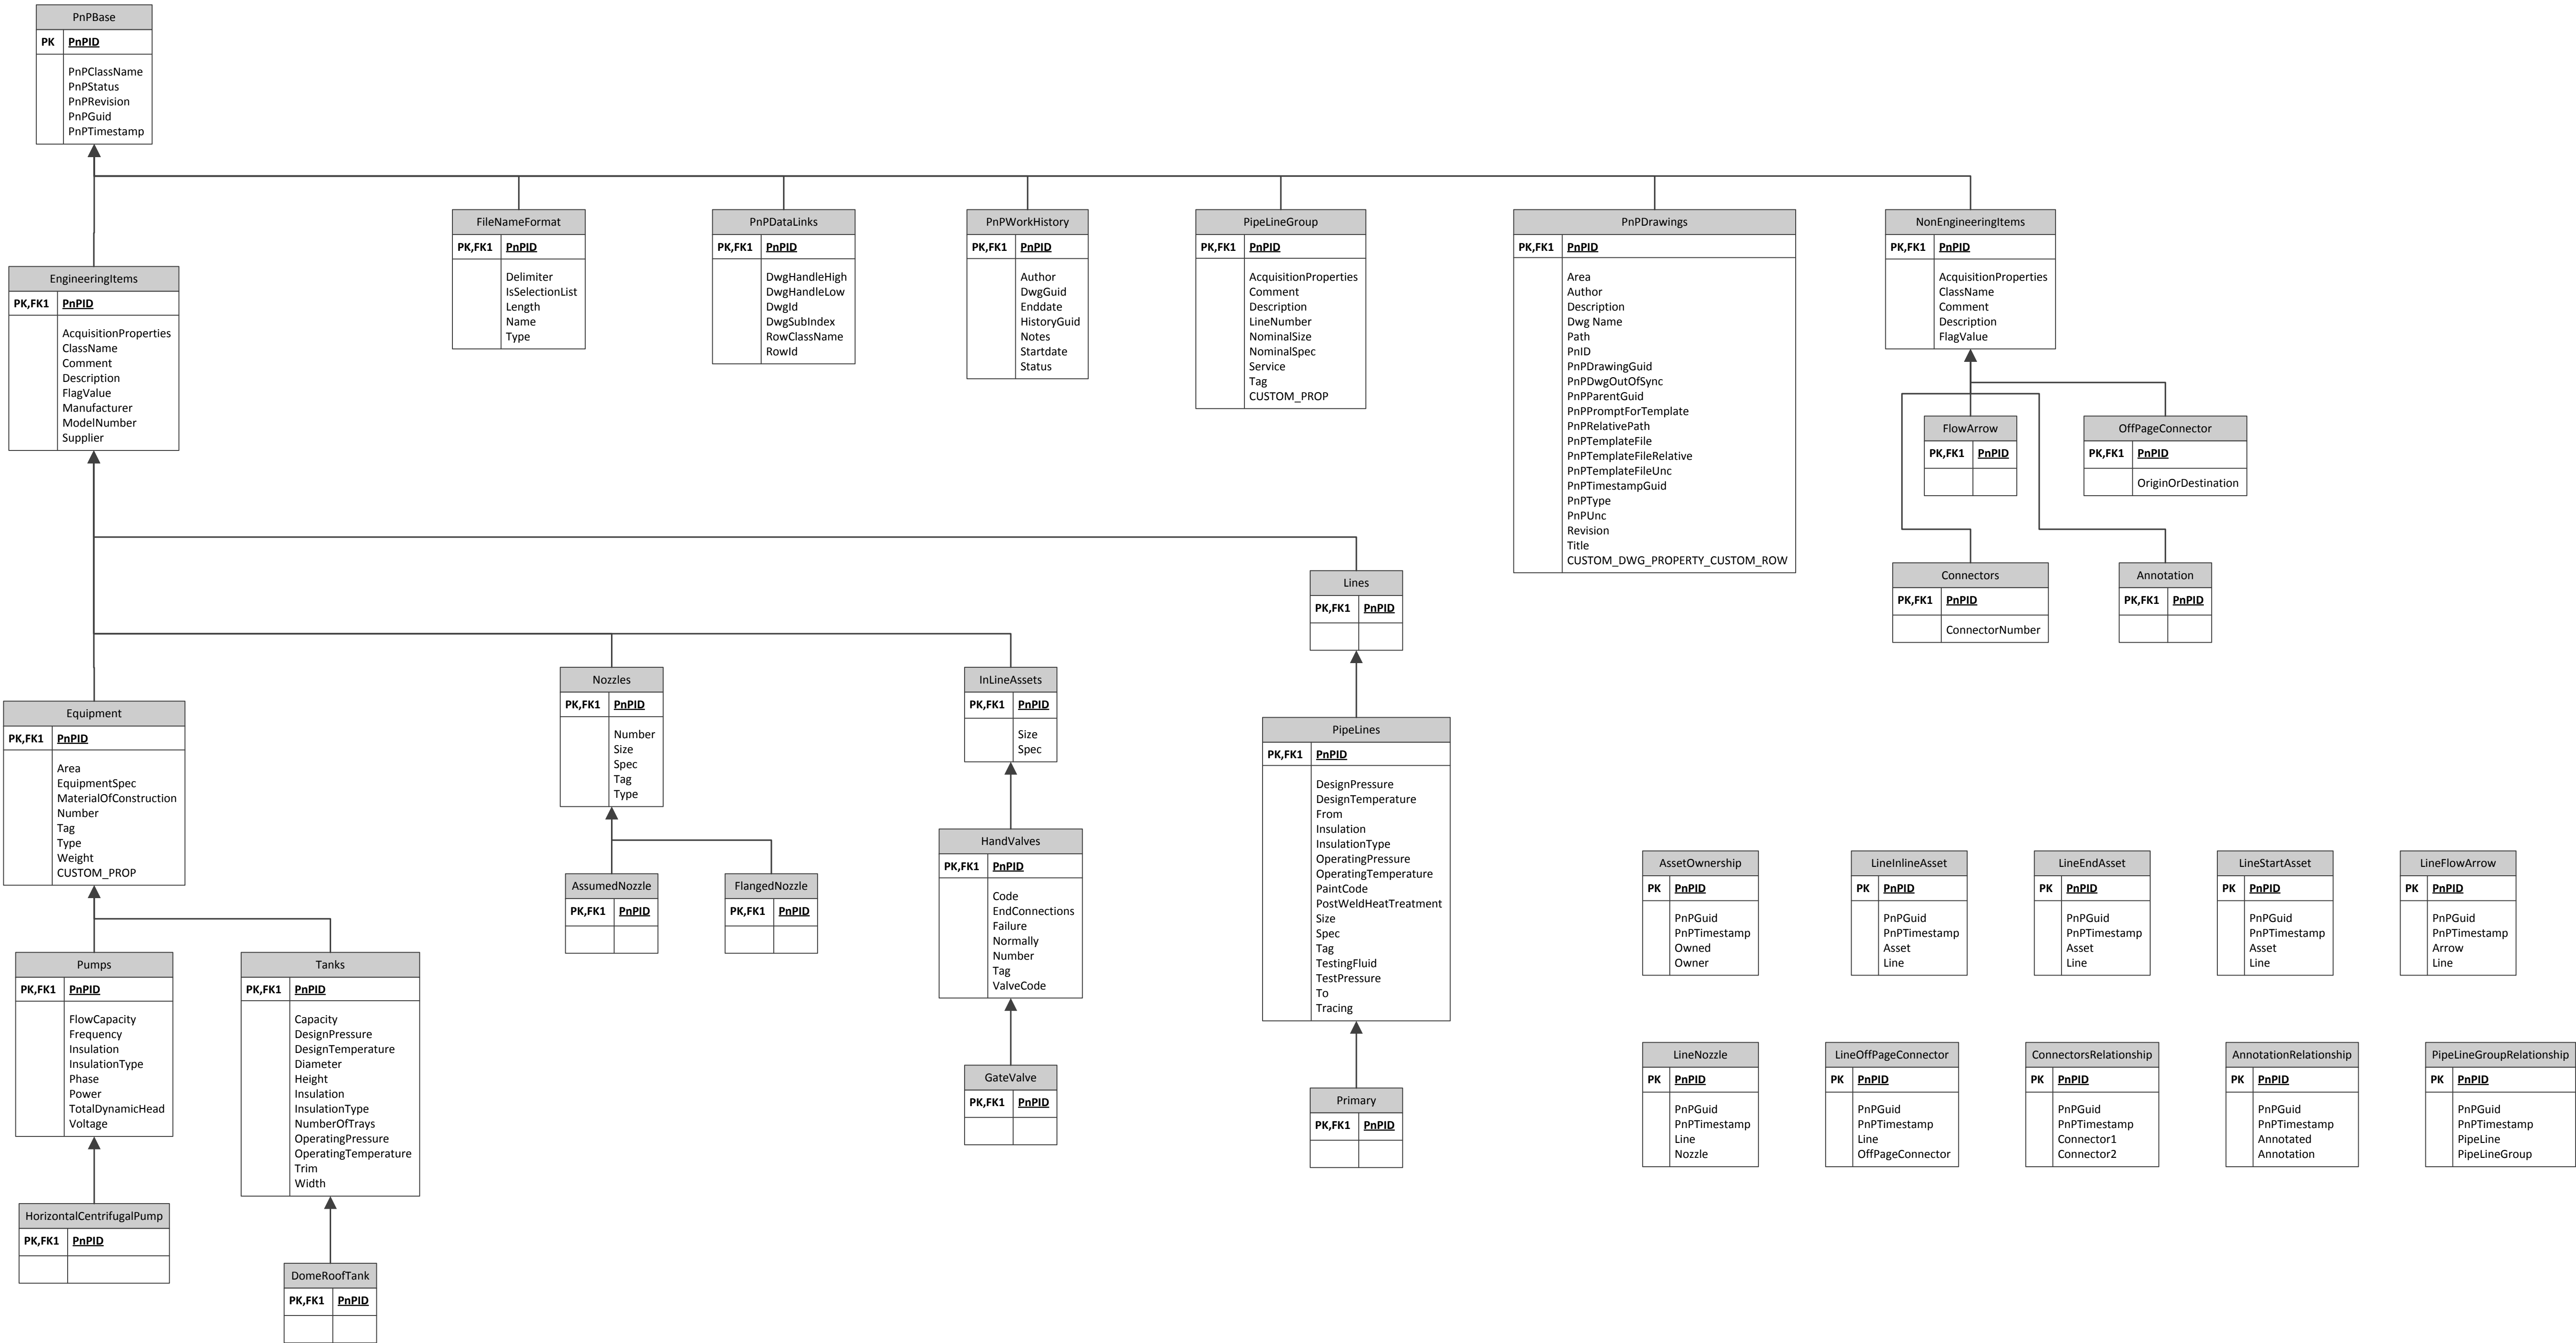 PnPBase
PK PnPID
PnPClassName
PnPStatus
PnPRevision
PnPGuid
PnPTimestamp
EngineeringItems
PK,FK1 PnPID
AcquisitionProperties
ClassName
Comment
Description
FlagValue
Manufacturer
ModelNumber
Supplier
FileNameFormat
PK,FK1 PnPID
Delimiter
IsSelectionList
Length
Name
Type
PnPDataLinks
PK,FK1 PnPID
DwgHandleHigh
DwgHandleLow
DwgId
DwgSubIndex
RowClassName
RowId
PnPWorkHistory
PK,FK1 PnPID
Author
DwgGuid
Enddate
HistoryGuid
Notes
Startdate
Status
PipeLineGroup
PK,FK1 PnPID
AcquisitionProperties
Comment
Description
LineNumber
NominalSize
NominalSpec
Service
Tag
CUSTOM_PROP
PnPDrawings
PK,FK1 PnPID
Area
Author
Description
Dwg Name
Path
PnID
PnPDrawingGuid
PnPDwgOutOfSync
PnPParentGuid
PnPPromptForTemplate
PnPRelativePath
PnPTemplateFile
PnPTemplateFileRelative
PnPTemplateFileUnc
PnPTimestampGuid
PnPType
PnPUnc
Revision
Title
CUSTOM_DWG_PROPERTY_CUSTOM_ROW
NonEngineeringItems
PK,FK1 PnPID
AcquisitionProperties
ClassName
Comment
Description
FlagValue
FlowArrow
PK,FK1 PnPID
OffPageConnector
PK,FK1 PnPID
OriginOrDestination
Connectors
PK,FK1 PnPID
ConnectorNumber
Annotation
PK,FK1 PnPID
Lines
PK,FK1 PnPID
Equipment
PK,FK1 PnPID
Area
EquipmentSpec
MaterialOfConstruction
Number
Tag
Type
Weight
CUSTOM_PROP
Nozzles
PK,FK1 PnPID
Number
Size
Spec
Tag
Type
InLineAssets
PK,FK1 PnPID
Size
Spec
PipeLines
PK,FK1 PnPID
DesignPressure
DesignTemperature
From
Insulation
InsulationType
OperatingPressure
OperatingTemperature
PaintCode
PostWeldHeatTreatment
Size
Spec
Tag
TestingFluid
TestPressure
To
Tracing
AssumedNozzle
PK,FK1 PnPID
FlangedNozzle
PK,FK1 PnPID
HandValves
PK,FK1 PnPID
Code
EndConnections
Failure
Normally
Number
Tag
ValveCode
Pumps
PK,FK1 PnPID
FlowCapacity
Frequency
Insulation
InsulationType
Phase
Power
TotalDynamicHead
Voltage
Tanks
PK,FK1 PnPID
Capacity
DesignPressure
DesignTemperature
Diameter
Height
Insulation
InsulationType
NumberOfTrays
OperatingPressure
OperatingTemperature
Trim
Width
GateValve
PK,FK1 PnPID
Primary
PK,FK1 PnPID
HorizontalCentrifugalPump
PK,FK1 PnPID
DomeRoofTank
PK,FK1 PnPID
AssetOwnership
PK PnPID
PnPGuid
PnPTimestamp
Owned
Owner
LineInlineAsset
PK PnPID
PnPGuid
PnPTimestamp
Asset
Line
LineEndAsset
PK PnPID
PnPGuid
PnPTimestamp
Asset
Line
LineStartAsset
PK PnPID
PnPGuid
PnPTimestamp
Asset
Line
LineFlowArrow
PK PnPID
PnPGuid
PnPTimestamp
Arrow
Line
LineNozzle
PK PnPID
PnPGuid
PnPTimestamp
Line
Nozzle
LineOffPageConnector
PK PnPID
PnPGuid
PnPTimestamp
Line
OffPageConnector
ConnectorsRelationship
PK PnPID
PnPGuid
PnPTimestamp
Connector1
Connector2
AnnotationRelationship
PK PnPID
PnPGuid
PnPTimestamp
Annotated
Annotation
PipeLineGroupRelationship
PK PnPID
PnPGuid
PnPTimestamp
PipeLine
PipeLineGroup